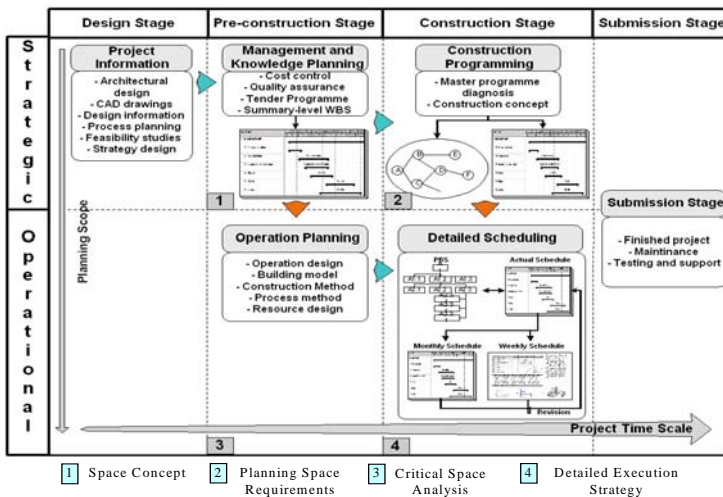 Design Stage
Pre-construction Stage
Construction Stage
Submission Stage
Strategic
Operational
Planning Scope
Project
Information
- Architectural
design
- CAD drawings
- Design information
- Process planning
- Feasibility studies
- Strategy design
Management and
Knowledge Planning
- Cost control
- Quality assurance
- Tender Programme
- Summary-level WBS
1
Construction
Programming
- Master programme
diagnosis
- Construction concept
A
B
C
D
E
F
2
Operation Planning
- Operation design
- Building model
- Construction Method
- Process method
- Resource design
Detailed Scheduling
PBS
Actual Schedule
Monthly Schedule
Weekly Schedule
Revision
Submission Stage
- Finished project
- Maintinance
- Testing and support
Project Time Scale
3
4
1 Space Concept
2 Planning Space
Requirements
3 Critical Space
Analysis
4 Detailed Execution
Strategy